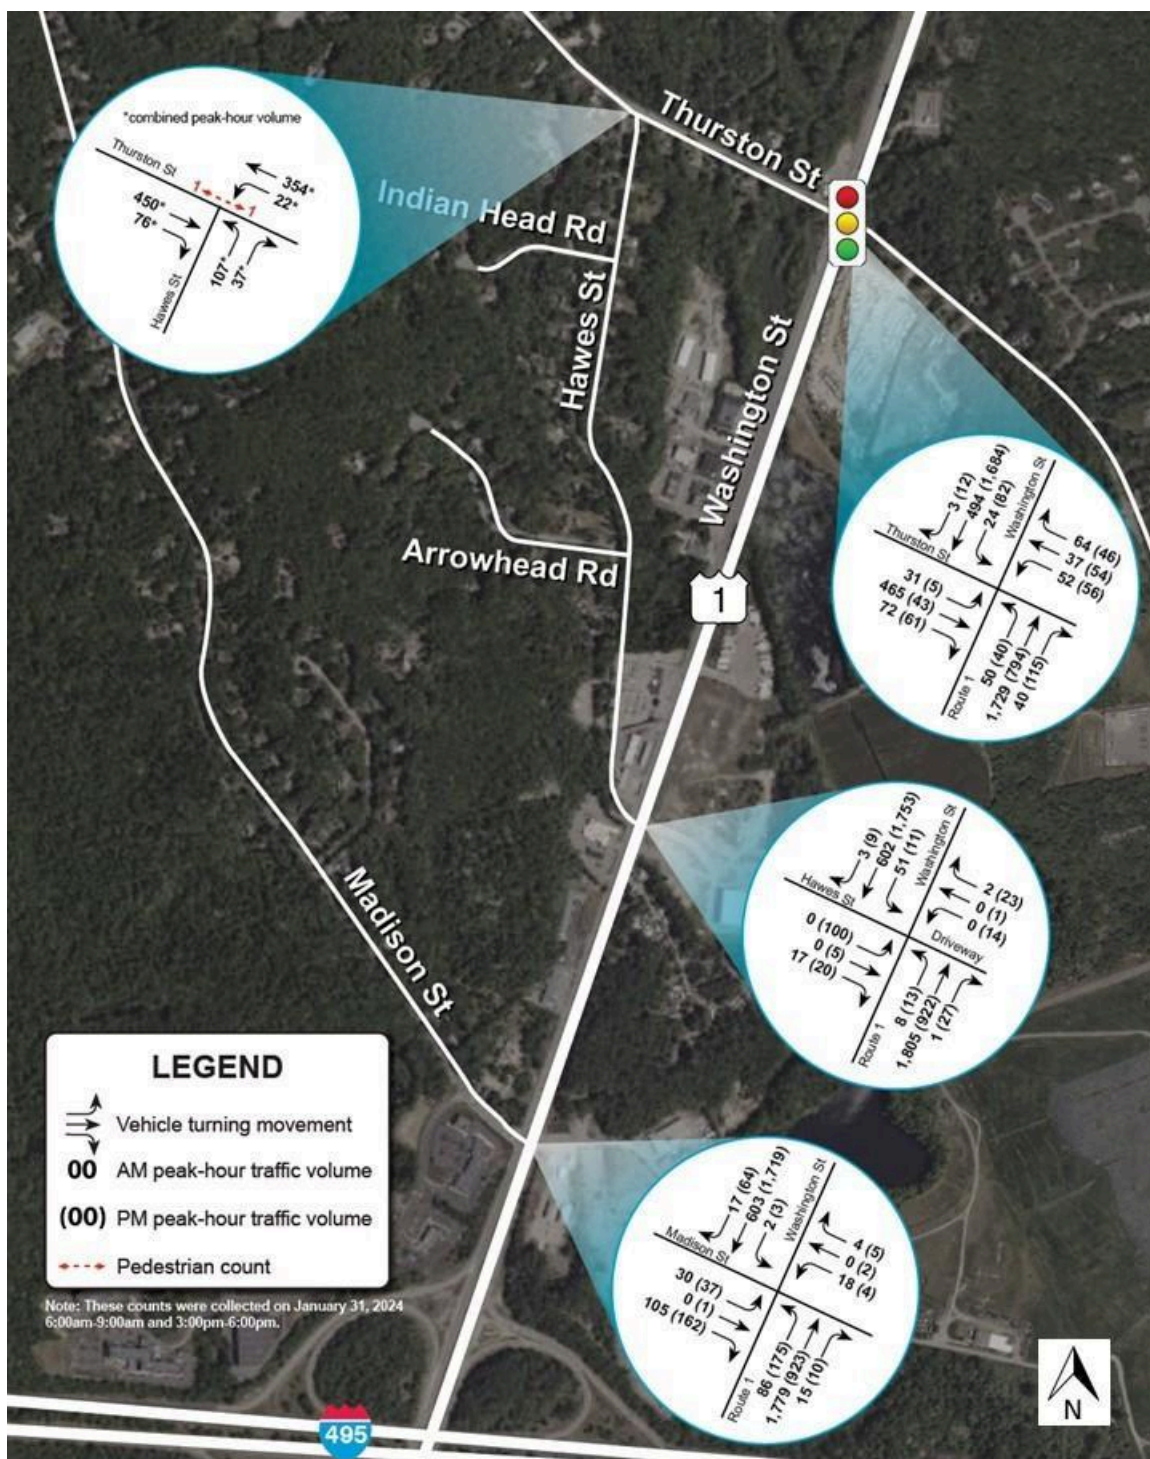 *combined peak-hour volume
Thurston St
354*
22*
1
1
450*
76*
107*
37*
Hawes St
Thurston St
Indian Head Rd
Hawes St
Washington St
Arrowhead Rd
1
3 (12)
494 (1,684)
24 (82)
Washington St
Thurston St
64 (46)
37 (54)
52 (56)
31 (5)
465 (43)
72 (61)
50 (40)
1,729 (794)
40 (115)
Route 1
3 (9)
602 (1,753)
51 (11)
Washington St
Hawes St
2 (23)
0 (1)
0 (14)
Driveway
0 (100)
0 (5)
17 (20)
8 (13)
1,805 (922)
1 (27)
Route 1
Madison St
17 (64)
603 (1,719)
2 (3)
Washington St
Madison St
4 (5)
0 (2)
18 (4)
30 (37)
0 (1)
105 (162)
86 (175)
1,779 (923)
15 (10)
Route 1
LEGEND
Vehicle turning movement
00 AM peak-hour traffic volume
(00) PM peak-hour traffic volume
Pedestrian count
Note: These counts were collected on January 31, 2024
6:00am-9:00am and 3:00pm-6:00pm.
495
N